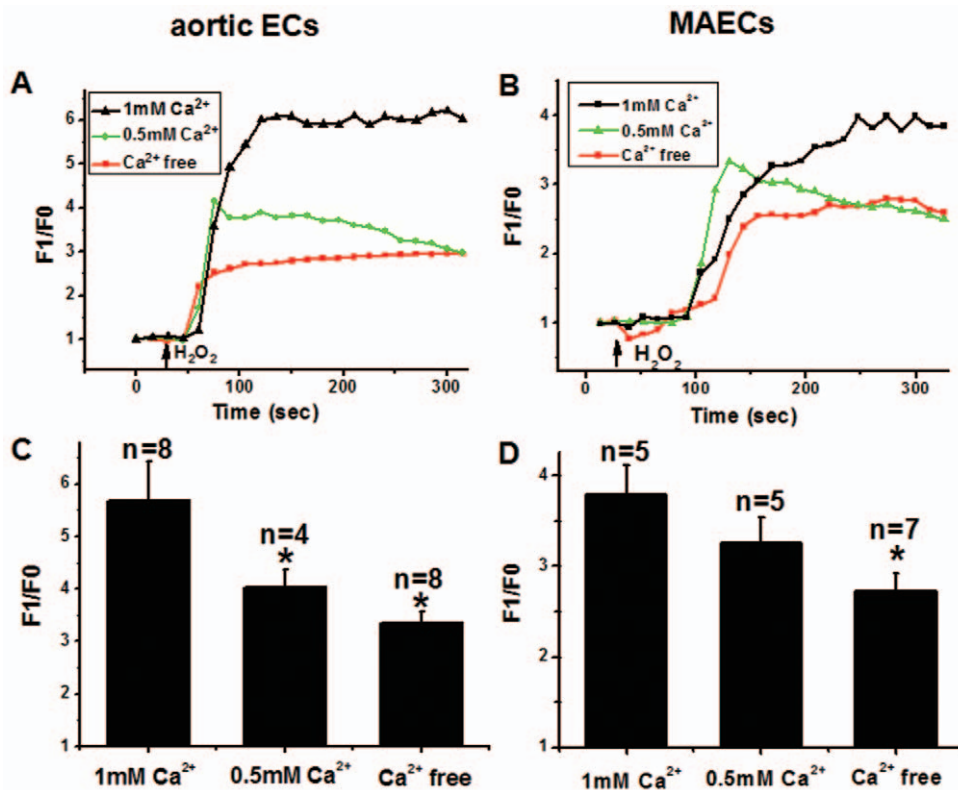 aortic ECs
MAECs
A
1mM Ca²⁺
0.5mM Ca²⁺
Ca²⁺ free
F1/F0
6
5
4
3
2
1
H₂O₂
0
100
200
300
Time (sec)
B
1mM Ca²⁺
0.5mM Ca²⁺
Ca²⁺ free
F1/F0
4
3
2
1
H₂O₂
0
100
200
300
Time (sec)
C
F1/F0
6
5
4
3
2
1
n=8
n=4
*
n=8
*
1mM Ca²⁺
0.5mM Ca²⁺
Ca²⁺ free
D
F1/F0
4
3
2
1
n=5
n=5
n=7
*
1mM Ca²⁺
0.5mM Ca²⁺
Ca²⁺ free